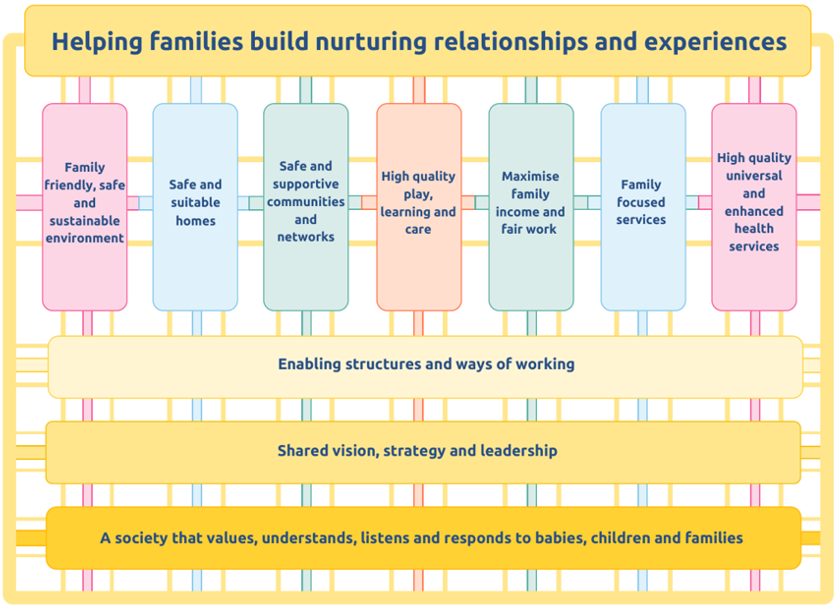 Helping families build nurturing relationships and experiences
Family
friendly, safe
and
sustainable
environment
Safe and
suitable
homes
Safe and
supportive
communities
and
networks
High quality
play,
learning and
care
Maximise
family
income and
fair work
Family
focused
services
High quality
universal
and
enhanced
health
services
Enabling structures and ways of working
Shared vision, strategy and leadership
A society that values, understands, listens and responds to babies, children and families